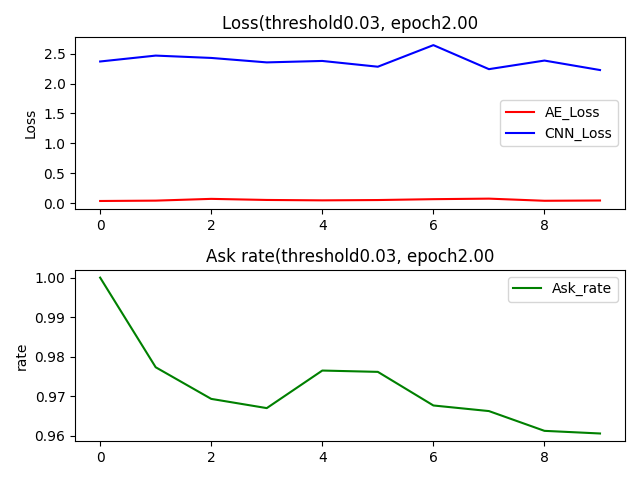 Loss(threshold0.03, epoch2.00
2.5
2.0
1.5
1.0
0.5
0.0
Loss
AE_Loss
CNN_Loss
0 2 4 6 8
Ask rate(threshold0.03, epoch2.00
1.00
0.99
0.98
0.97
0.96
rate
Ask_rate
0 2 4 6 8